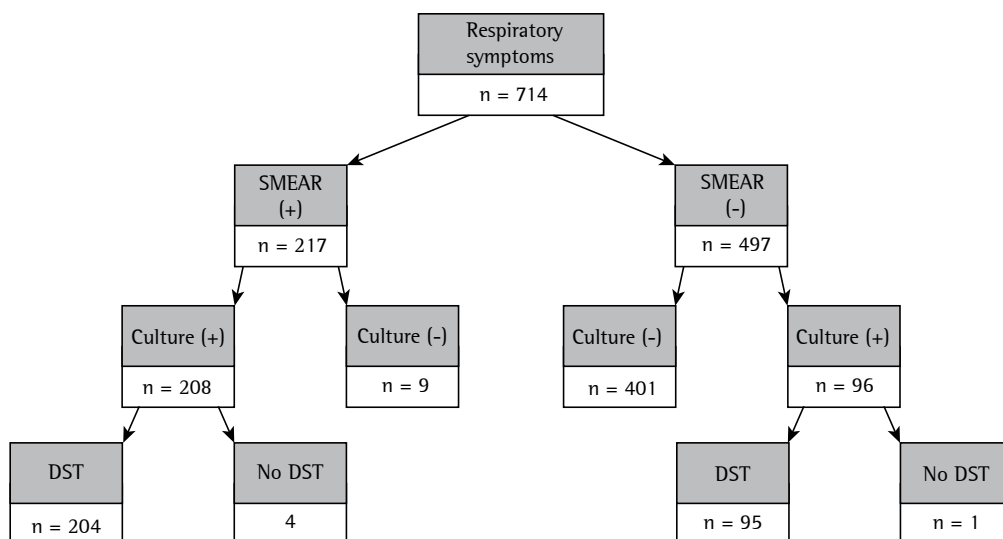 Respiratory
symptoms
n = 714
SMEAR
(+)
n = 217
SMEAR
(-)
n = 497
Culture (+)
n = 208
Culture (-)
n = 9
Culture (-)
n = 401
Culture (+)
n = 96
DST
n = 204
No DST
4
DST
n = 95
No DST
n = 1